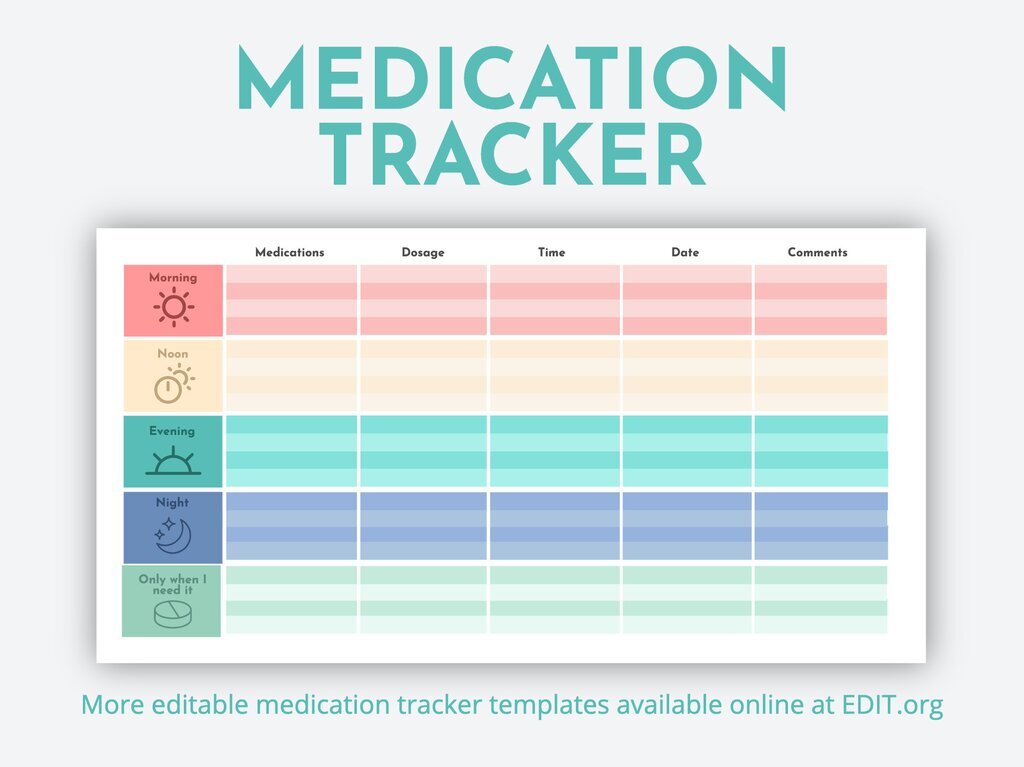 MEDICATION
TRACKER
Medications Dosage Time Date Comments
Morning
Noon
Evening
Night
Only when I
need it
More editable medication tracker templates available online at EDIT.org